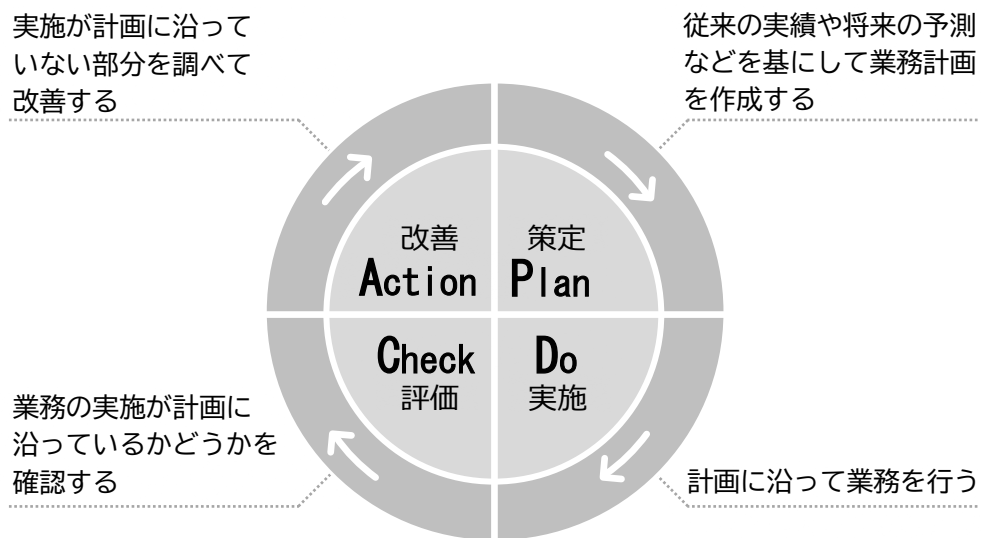 実施が計画に沿って
いない部分を調べて
改善する
従来の実績や将来の予測
などを基にして業務計画
を作成する
改善
Action
策定
Plan
Check
評価
Do
実施
業務の実施が計画に
沿っているかどうかを
確認する
計画に沿って業務を行う